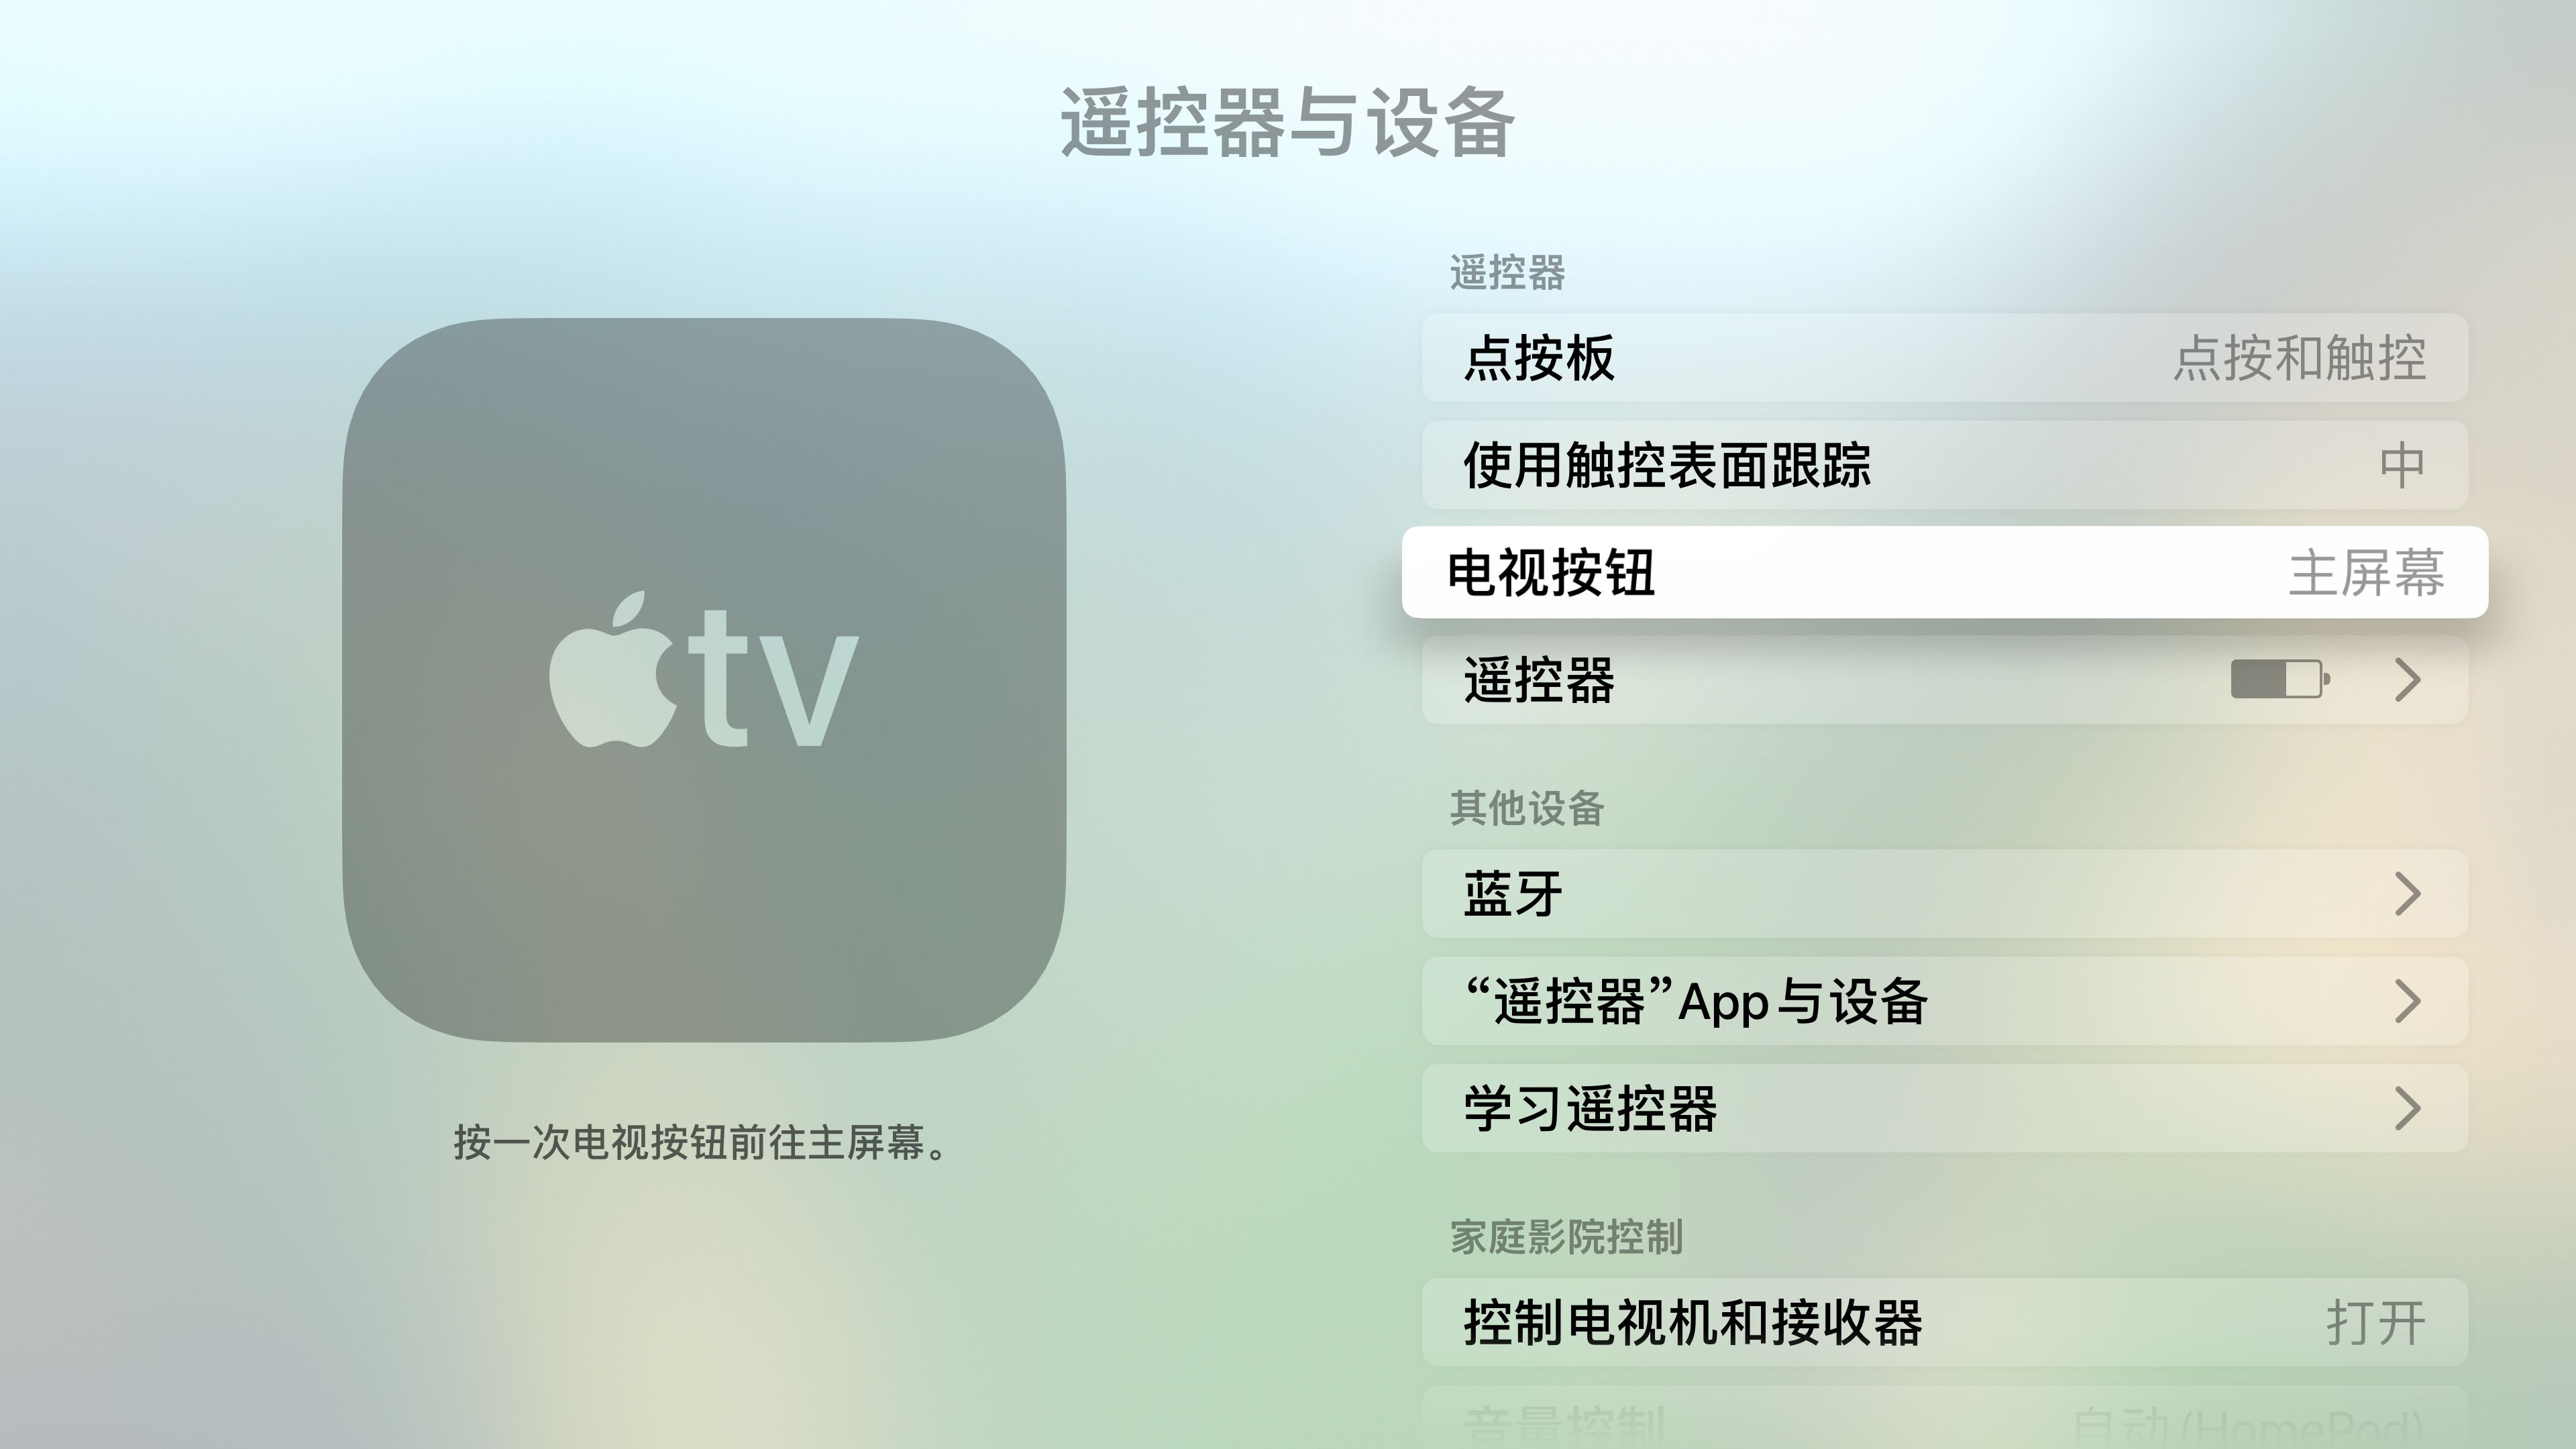 遥控器与设备
tv
按一次电视按钮前往主屏幕。
遥控器
点按板 点按和触控
使用触控表面跟踪 中
电视按钮 主屏幕
遥控器
其他设备
蓝牙
“遥控器”App与设备
学习遥控器
家庭影院控制
控制电视机和接收器 打开
音量控制 自动 (HomePod)